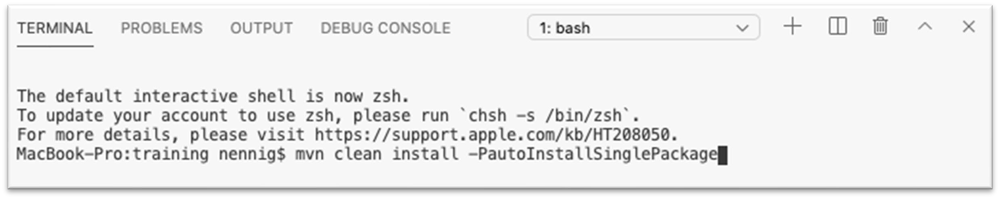 TERMINAL PROBLEMS OUTPUT DEBUG CONSOLE 1: bash
The default interactive shell is now zsh.
To update your account to use zsh, please run `chsh -s /bin/zsh`.
For more details, please visit https://support.apple.com/kb/HT208050.
MacBook-Pro:training nennig$ mvn clean install -PautoInstallSinglePackage